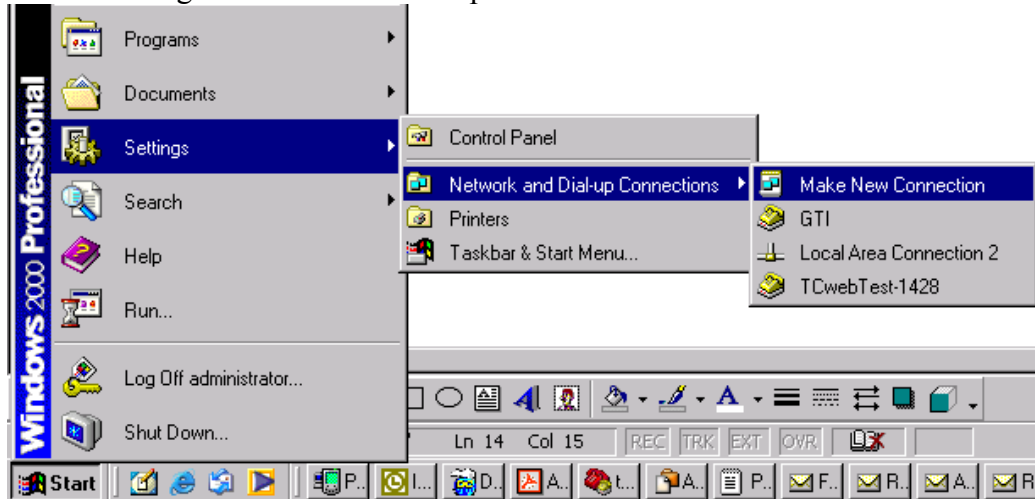 Programs
Documents
Settings
Search
Help
Run...
Log Off administrator...
Shut Down...
Windows 2000 Professional
Control Panel
Network and Dial-up Connections
Printers
Taskbar & Start Menu...
Make New Connection
GTI
Local Area Connection 2
TCwebTest-1428
Ln 14 Col 15 REC TRK EXT OVR
Start P.. I... D.. A.. t... A.. P.. F.. R.. A..